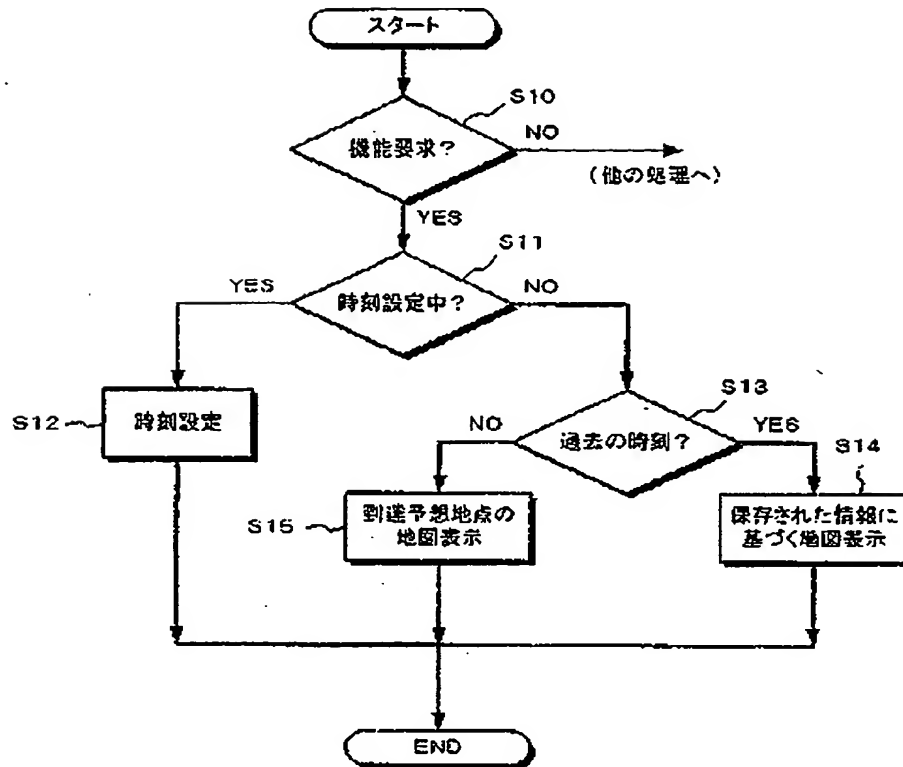 スタート
S10
機能要求?
NO
(他の処理へ)
YES
S11
YES
時刻設定中?
NO
S12
時刻設定
S13
NO
過去の時刻?
YES
S14
S15
到達予想地点の
地図表示
保存された情報に
基づく地図表示
END